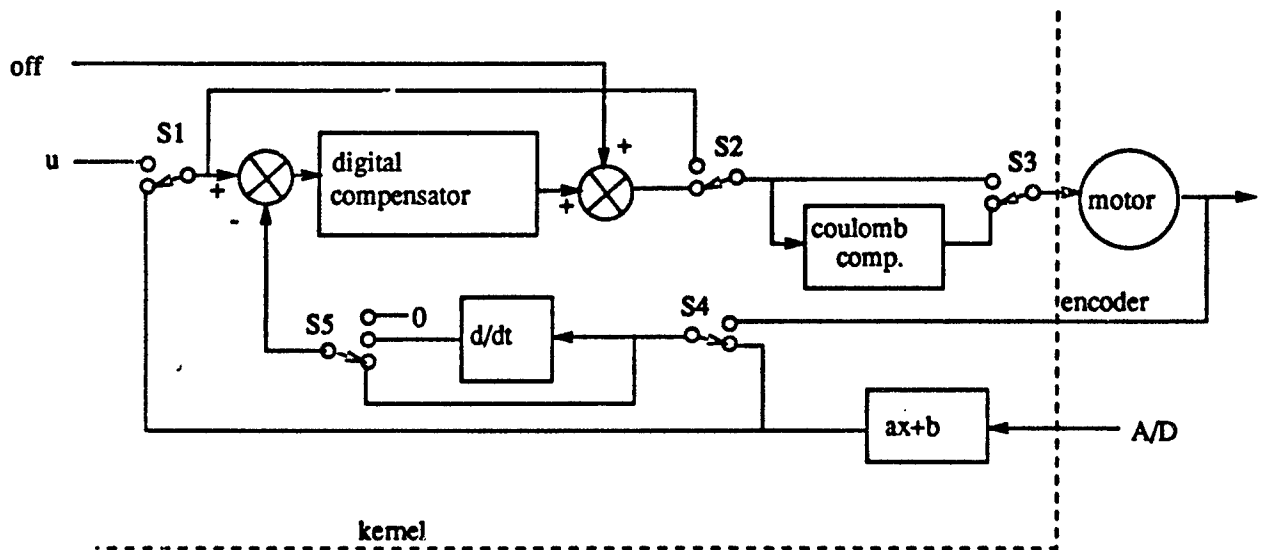 off
u
S1
+
-
digital
compensator
+
+
S2
S3
motor
coulomb
comp.
encoder
S4
S5
0
d/dt
ax+b
A/D
kernel